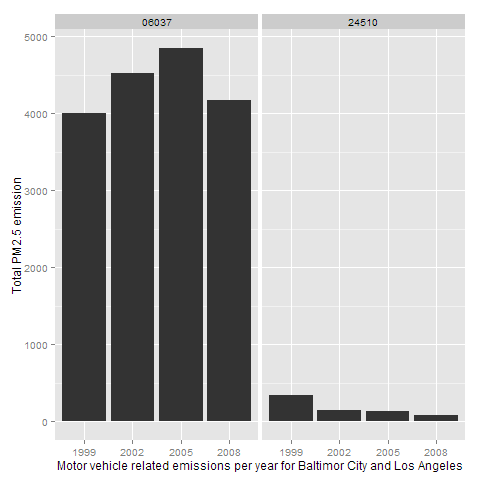 06037 24510
5000
4000
3000
2000
1000
0
Total PM2.5 emission
1999 2002 2005 2008 1999 2002 2005 2008
Motor vehicle related emissions per year for Baltimor City and Los Angeles